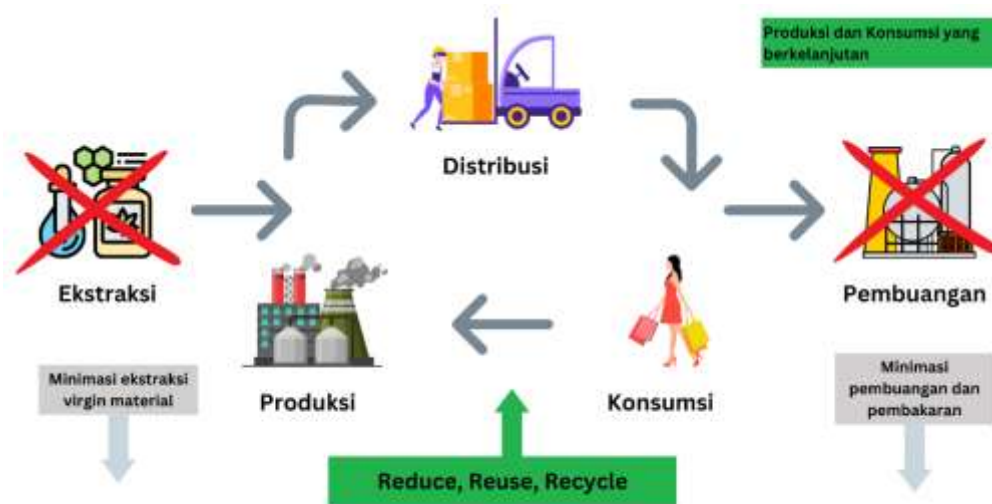 Produksi dan Konsumsi yang
berkelanjutan
Distribusi
Ekstraksi
Pembuangan
Minimasi ekstraksi
virgin material
Produksi
Konsumsi
Minimasi
pembuangan dan
pembakaran
Reduce, Reuse, Recycle